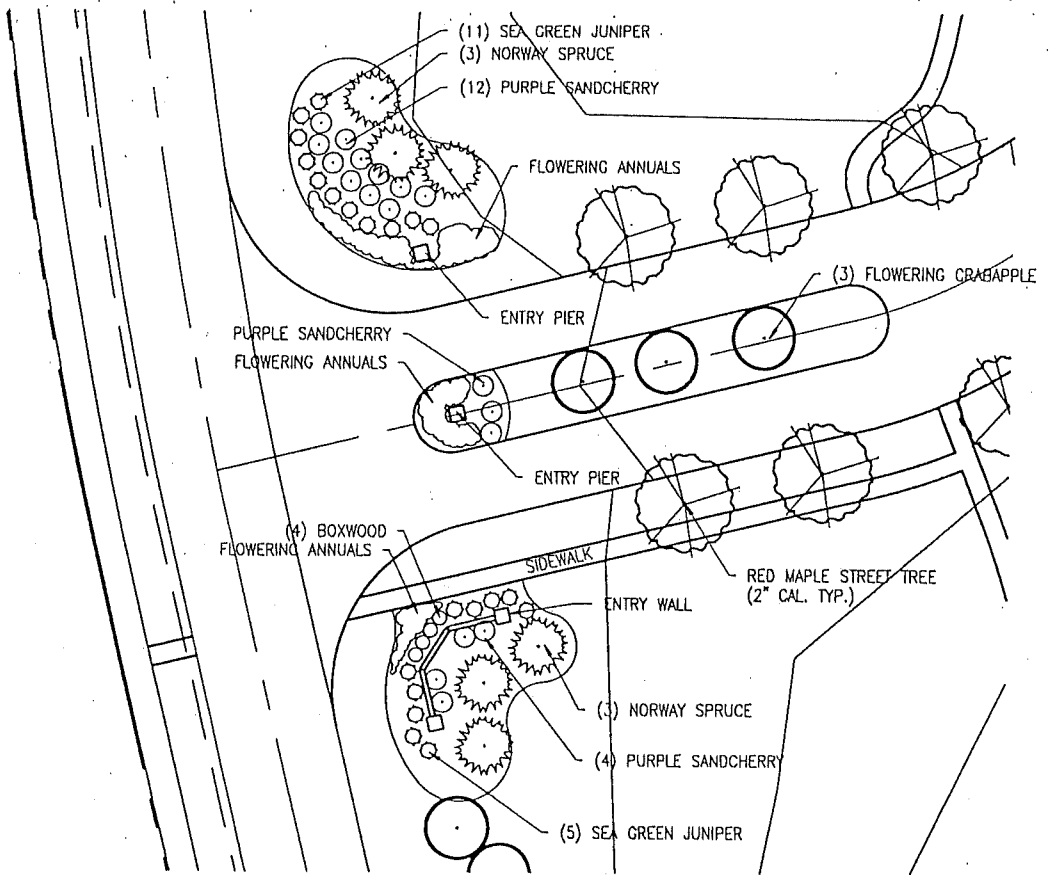 (11) SEA GREEN JUNIPER
(3) NORWAY SPRUCE
(12) PURPLE SANDCHERRY
FLOWERING ANNUALS
(3) FLOWERING CRABAPPLE
ENTRY PIER
PURPLE SANDCHERRY
FLOWERING ANNUALS
ENTRY PIER
(4) BOXWOOD
FLOWERING ANNUALS
SIDEWALK
RED MAPLE STREET TREE
(2" CAL. TYP.)
ENTRY WALL
(3) NORWAY SPRUCE
(4) PURPLE SANDCHERRY
(5) SEA GREEN JUNIPER